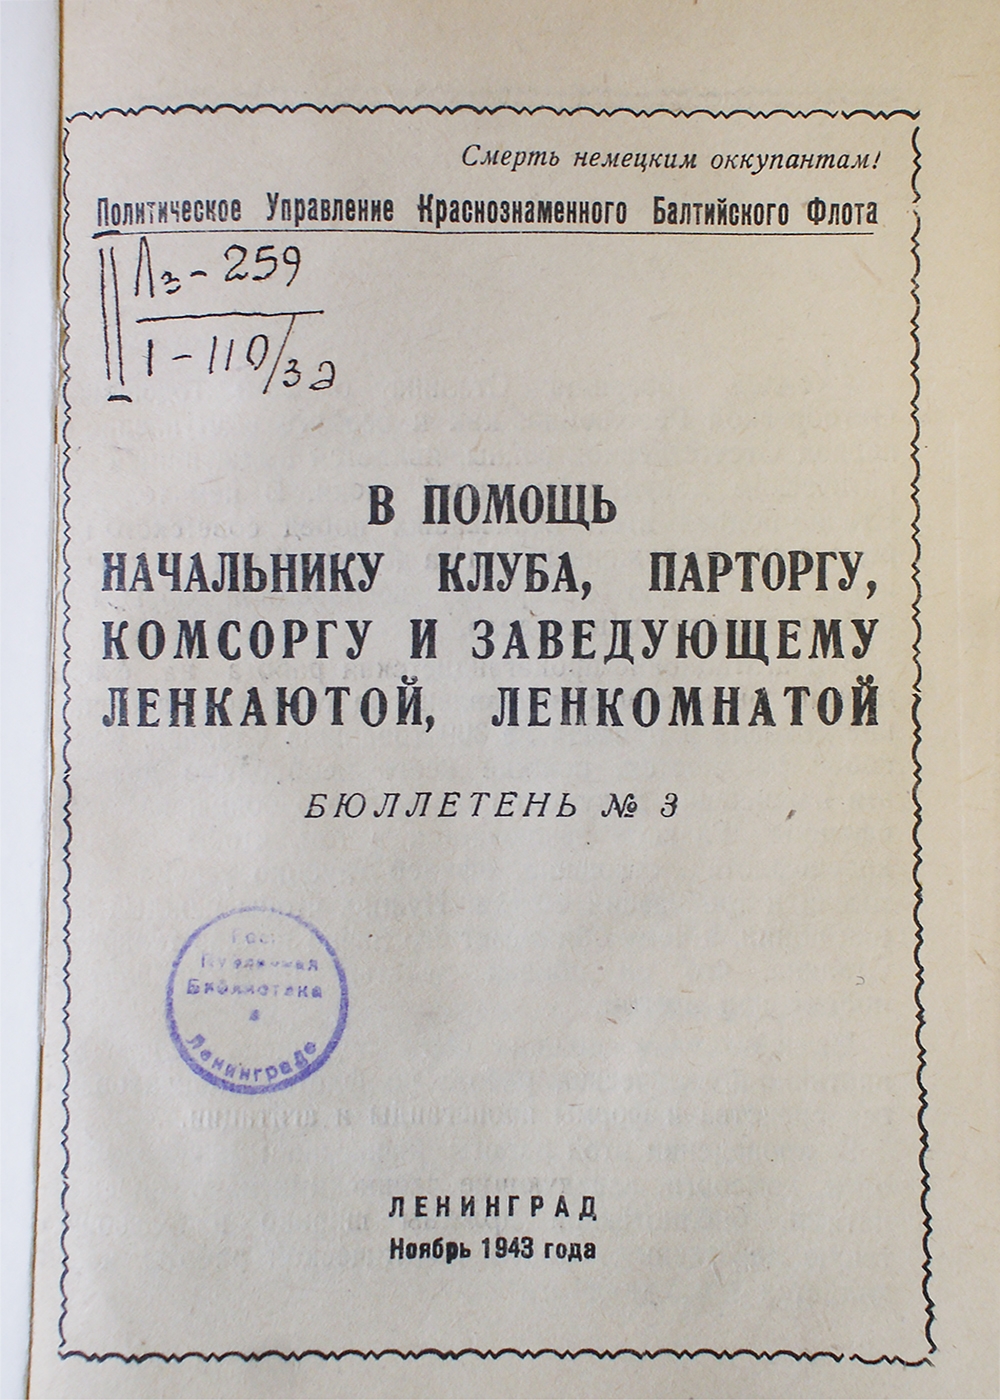 Смерть немецким оккупантам!
Политическое Управление Краснознаменного Балтийского Флота
Лз - 259
1 - 110/32
В ПОМОЩЬ
НАЧАЛЬНИКУ КЛУБА, ПАРТОРГУ,
КОМСОРГУ И ЗАВЕДУЮЩЕМУ
ЛЕНКАЮТОЙ, ЛЕНКОМНАТОЙ
БЮЛЛЕТЕНЬ № 3
Библиотека
Ленинграде
ЛЕНИНГРАД
Ноябрь 1943 года